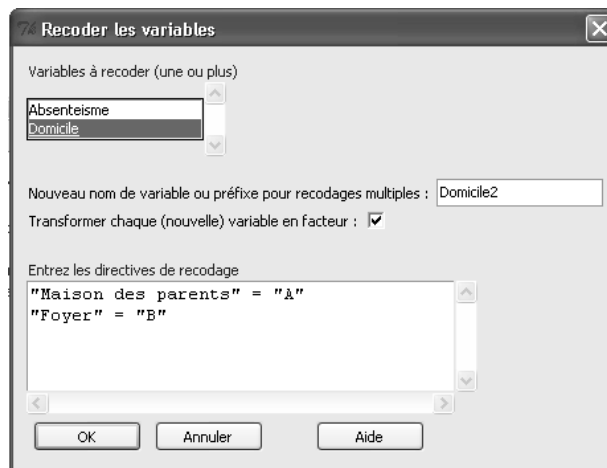 Recoder les variables
Variables à recoder (une ou plus)
Absenteisme
Domicile
Nouveau nom de variable ou préfixe pour recodages multiples : Domicile2
Transformer chaque (nouvelle) variable en facteur :
Entrez les directives de recodage
"Maison des parents" = "A"
"Foyer" = "B"
OK Annuler Aide